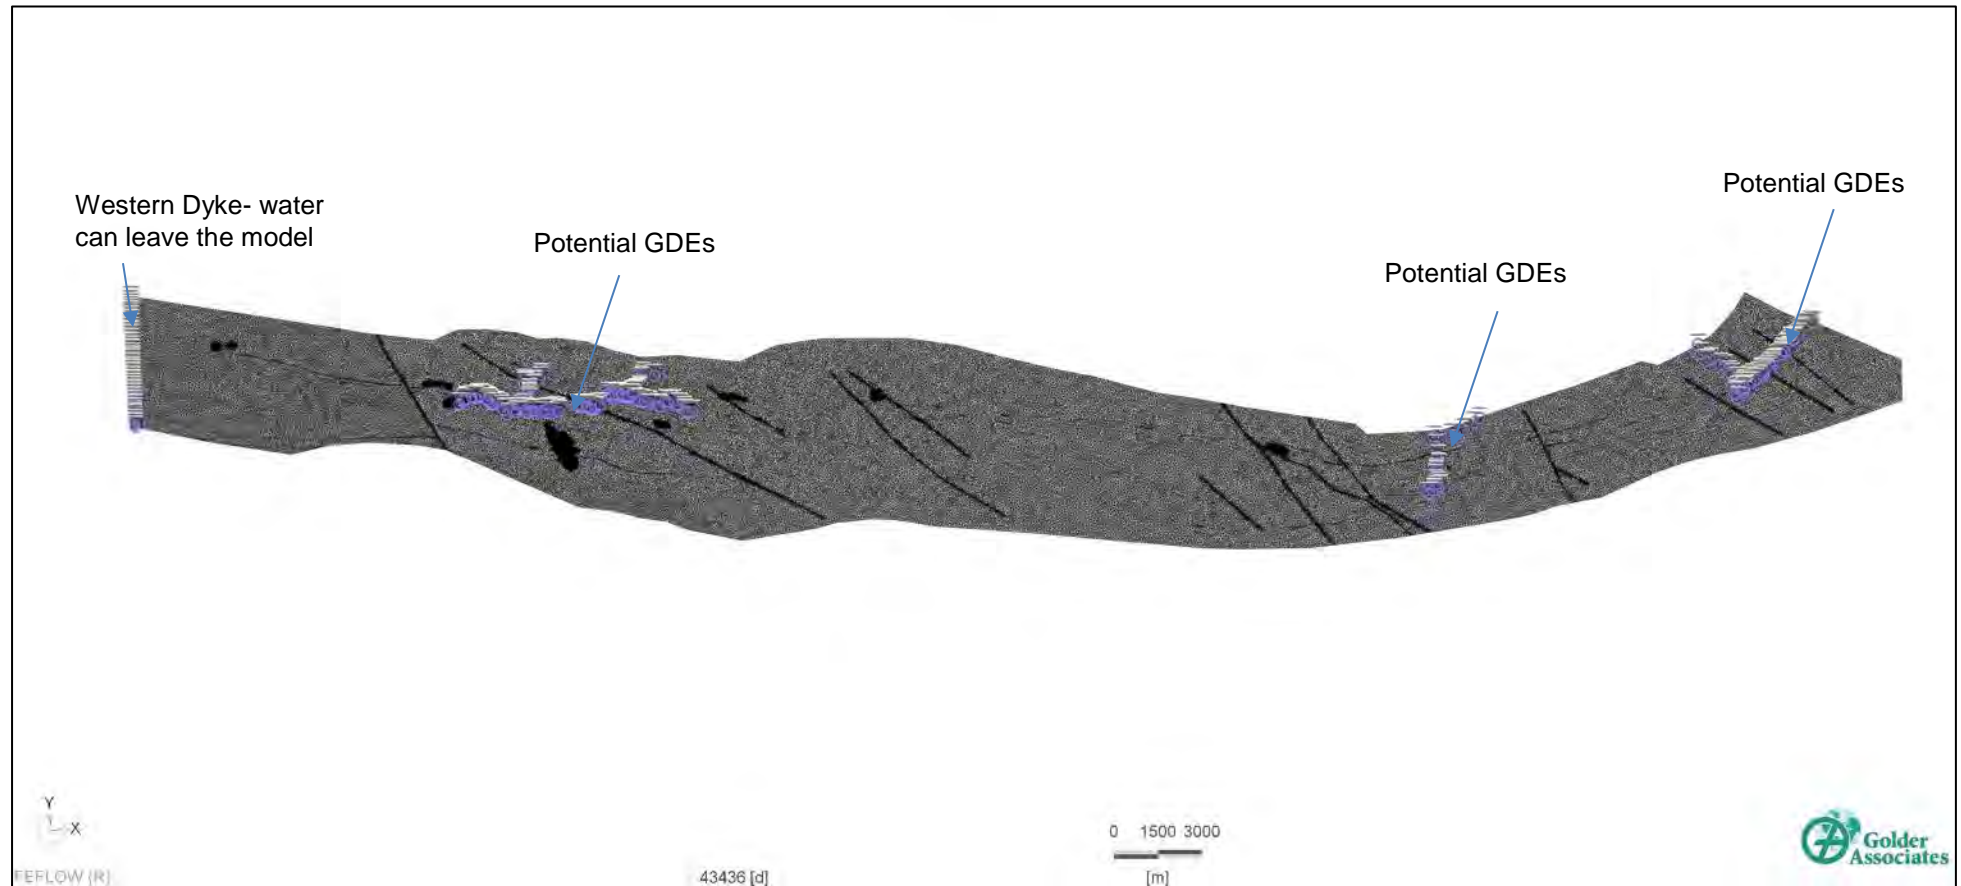 Potential GDEs
Western Dyke- water
can leave the model
Potential GDEs
Potential GDEs
Y
X
0 1500 3000
[m]
FEFLOW (R)
43436 [d]
Golder
Associates